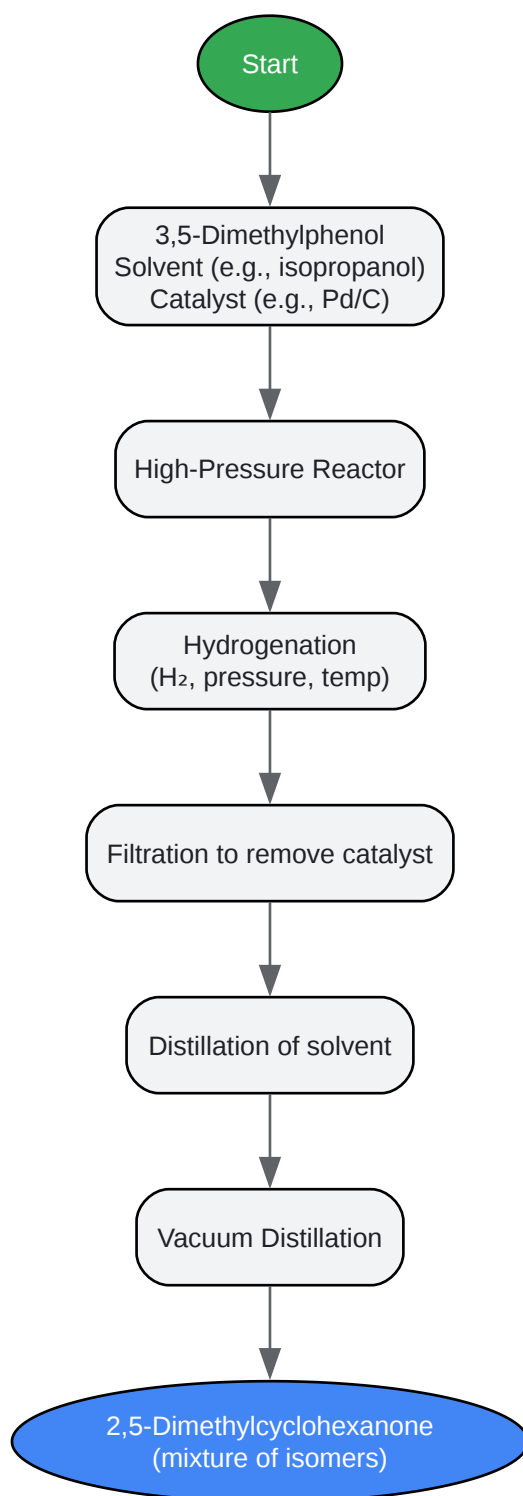 Start
3,5-Dimethylphenol
Solvent (e.g., isopropanol)
Catalyst (e.g., Pd/C)
High-Pressure Reactor
Hydrogenation
(H₂, pressure, temp)
Filtration to remove catalyst
Distillation of solvent
Vacuum Distillation
2,5-Dimethylcyclohexanone
(mixture of isomers)